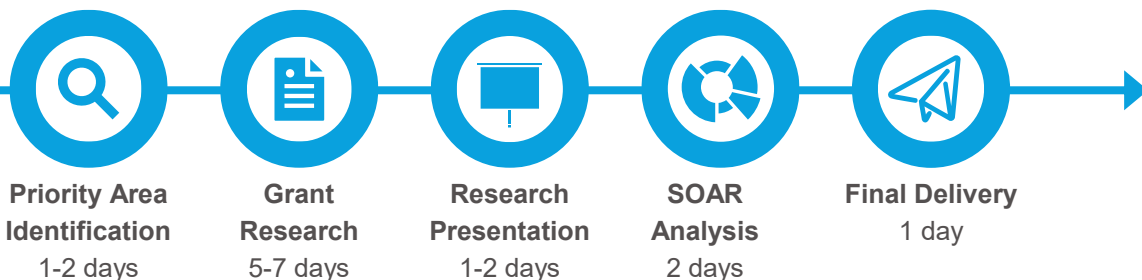 Priority Area
Identification
1-2 days
Grant
Research
5-7 days
Research
Presentation
1-2 days
SOAR
Analysis
2 days
Final Delivery
1 day